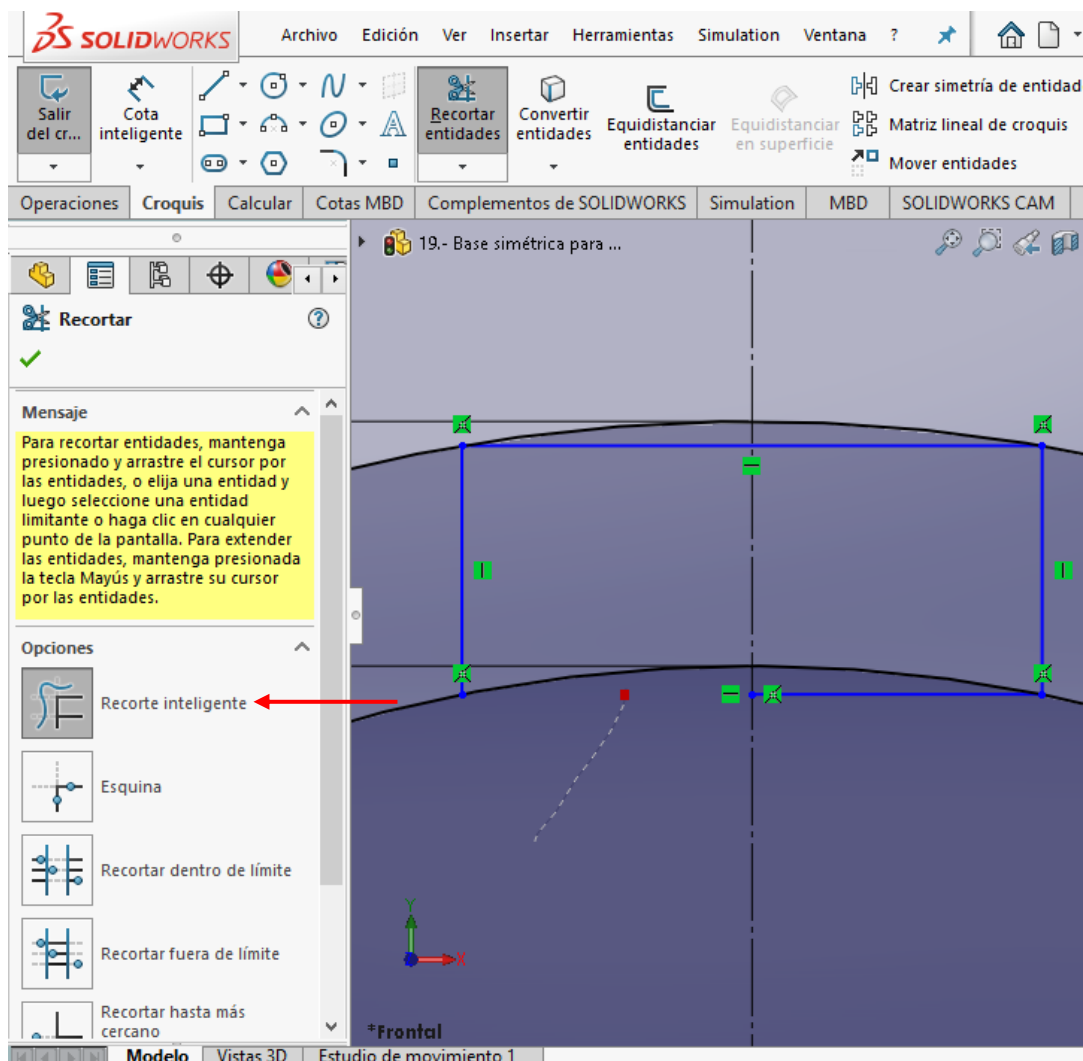 SOLIDWORKS Archivo Edición Ver Insertar Herramientas Simulation Ventana ?
Salir del cr...
Cota inteligente
Recortar entidades
Convertir entidades
Equidistanciar entidades
Equidistanciar en superficie
Crear simetría de entidad
Matriz lineal de croquis
Mover entidades
Operaciones Croquis Calcular Cotas MBD Complementos de SOLIDWORKS Simulation MBD SOLIDWORKS CAM
19.- Base simétrica para ...
Recortar
Mensaje
Para recortar entidades, mantenga
presionado y arrastre el cursor por
las entidades, o elija una entidad y
luego seleccione una entidad
limitante o haga clic en cualquier
punto de la pantalla. Para extender
las entidades, mantenga presionada
la tecla Mayús y arrastre su cursor
por las entidades.
Opciones
Recorte inteligente
Esquina
Recortar dentro de límite
Recortar fuera de límite
Recortar hasta más
cercano
Y
X
*Frontal
Modelo Vistas 3D Estudio de movimiento 1